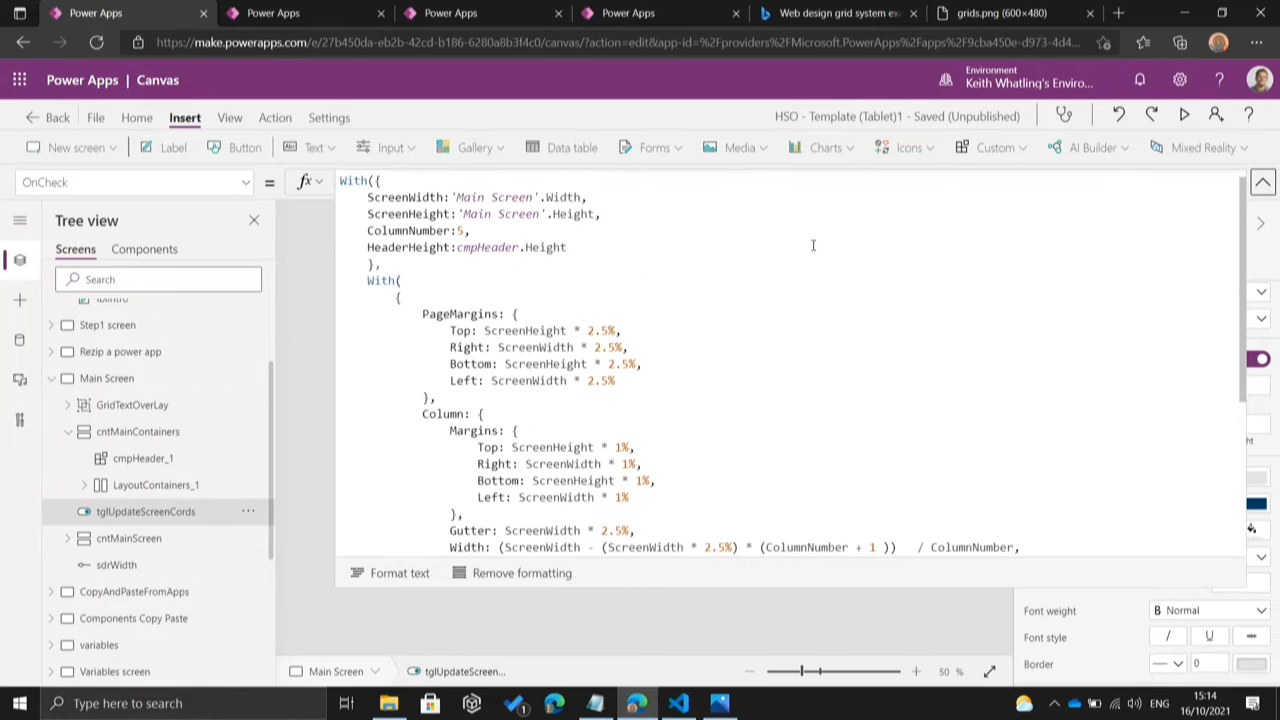 Power Apps
Power Apps
Power Apps
Power Apps
Web design grid system ex
grids.png (600×480)
https://make.powerapps.com/e/27b450da-eb2b-42cd-b186-6280a8b3f4c0/canvas/?action=edit&app-id=%2Fproviders%2FMicrosoft.PowerApps%2Fapps%2F9cba450e-d973-4d4...
Power Apps | Canvas
Environment
Keith Whatling's Enviro...
Back File Home Insert View Action Settings
HSO - Template (Tablet)1 - Saved (Unpublished)
New screen Label Button Text Input Gallery Data table Forms Media Charts Icons Custom AI Builder Mixed Reality
OnCheck = fx
Tree view
Screens Components
Search
Step1 screen
Rezip a power app
Main Screen
GridTextOverLay
cntMainContainers
cmpHeader_1
LayoutContainers_1
tglUpdateScreenCords ...
cntMainScreen
sdrWidth
CopyAndPasteFromApps
Components Copy Paste
variables
Variables screen
With({
ScreenWidth:'Main Screen'.Width,
ScreenHeight:'Main Screen'.Height,
ColumnNumber:5,
HeaderHeight:cmpHeader.Height
},
With(
{
PageMargins: {
Top: ScreenHeight * 2.5%,
Right: ScreenWidth * 2.5%,
Bottom: ScreenHeight * 2.5%,
Left: ScreenWidth * 2.5%
},
Column: {
Margins: {
Top: ScreenHeight * 1%,
Right: ScreenWidth * 1%,
Bottom: ScreenHeight * 1%,
Left: ScreenWidth * 1%
},
Gutter: ScreenWidth * 2.5%,
Width: (ScreenWidth - (ScreenWidth * 2.5%) * (ColumnNumber + 1 )) / ColumnNumber,
Format text Remove formatting
Font weight B Normal
Font style / U abc
Border 0
Main Screen tglUpdateScreen...
50 %
Type here to search
1
ENG
15:14
16/10/2021